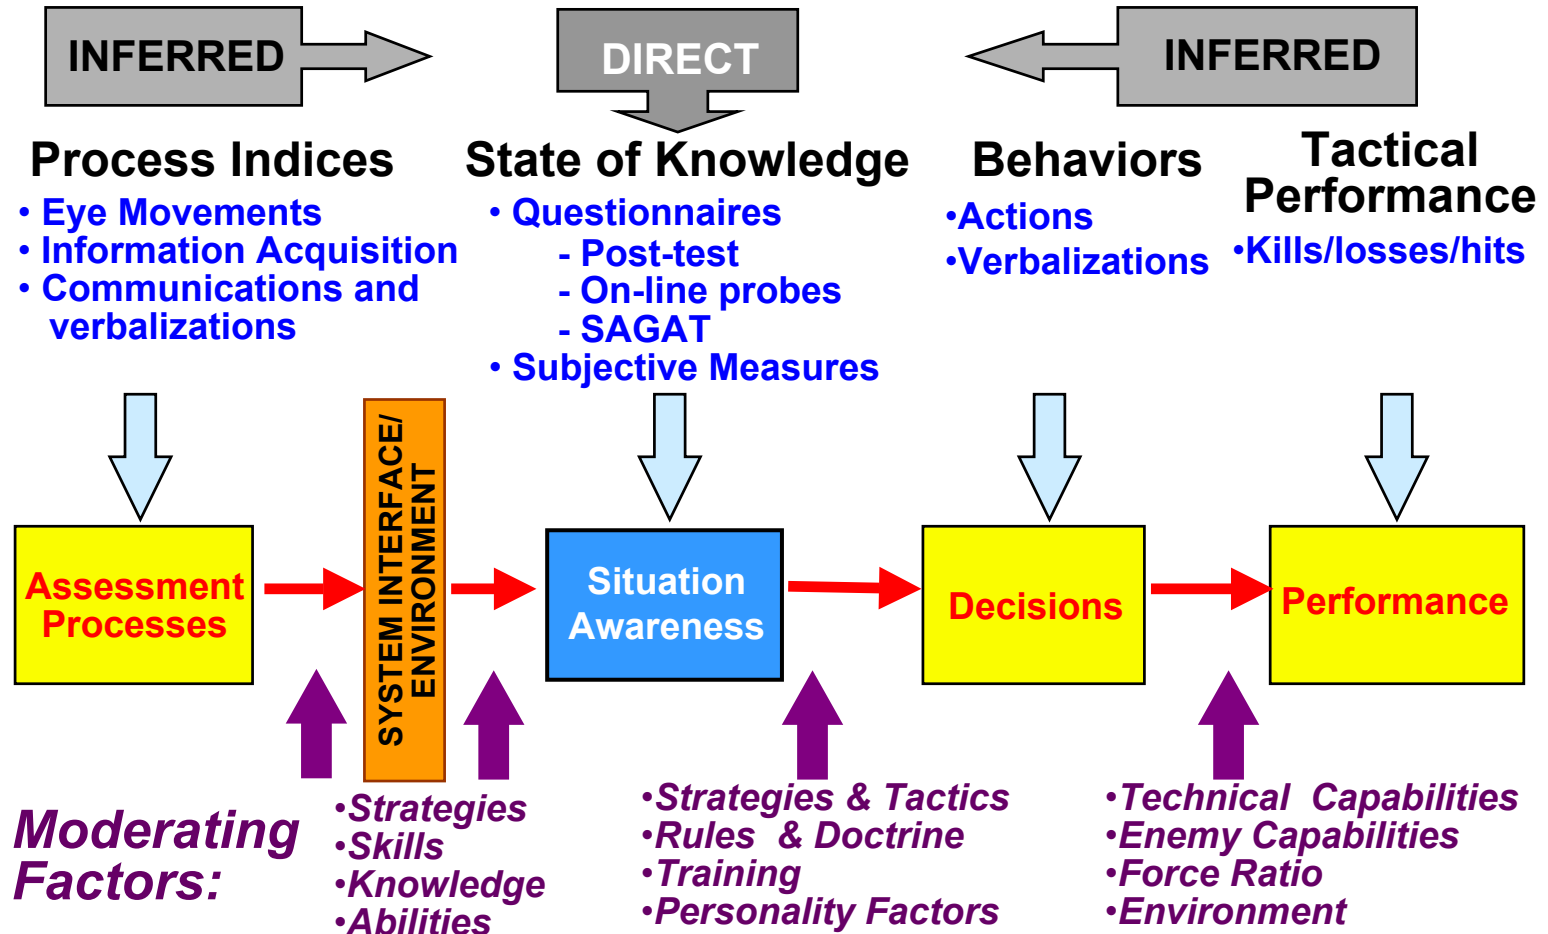 INFERRED
DIRECT
INFERRED
Process Indices
• Eye Movements
• Information Acquisition
• Communications and
verbalizations
State of Knowledge
• Questionnaires
- Post-test
- On-line probes
- SAGAT
• Subjective Measures
Behaviors
•Actions
•Verbalizations
Tactical
Performance
•Kills/losses/hits
Assessment
Processes
SYSTEM INTERFACE/
ENVIRONMENT
Situation
Awareness
Decisions
Performance
Moderating
Factors:
•Strategies
•Skills
•Knowledge
•Abilities
•Strategies & Tactics
•Rules & Doctrine
•Training
•Personality Factors
•Technical Capabilities
•Enemy Capabilities
•Force Ratio
•Environment